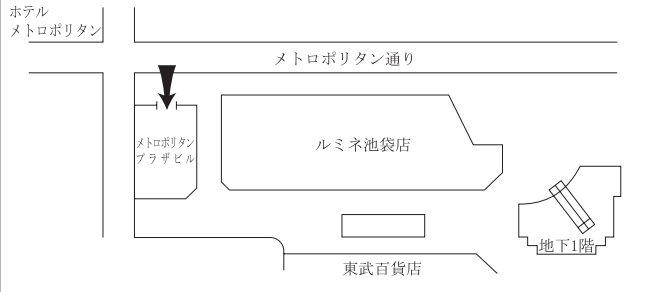 ホテル
メトロポリタン
メトロポリタン通り
メトロポリタン
プラザビル
ルミネ池袋店
地下1階
東武百貨店